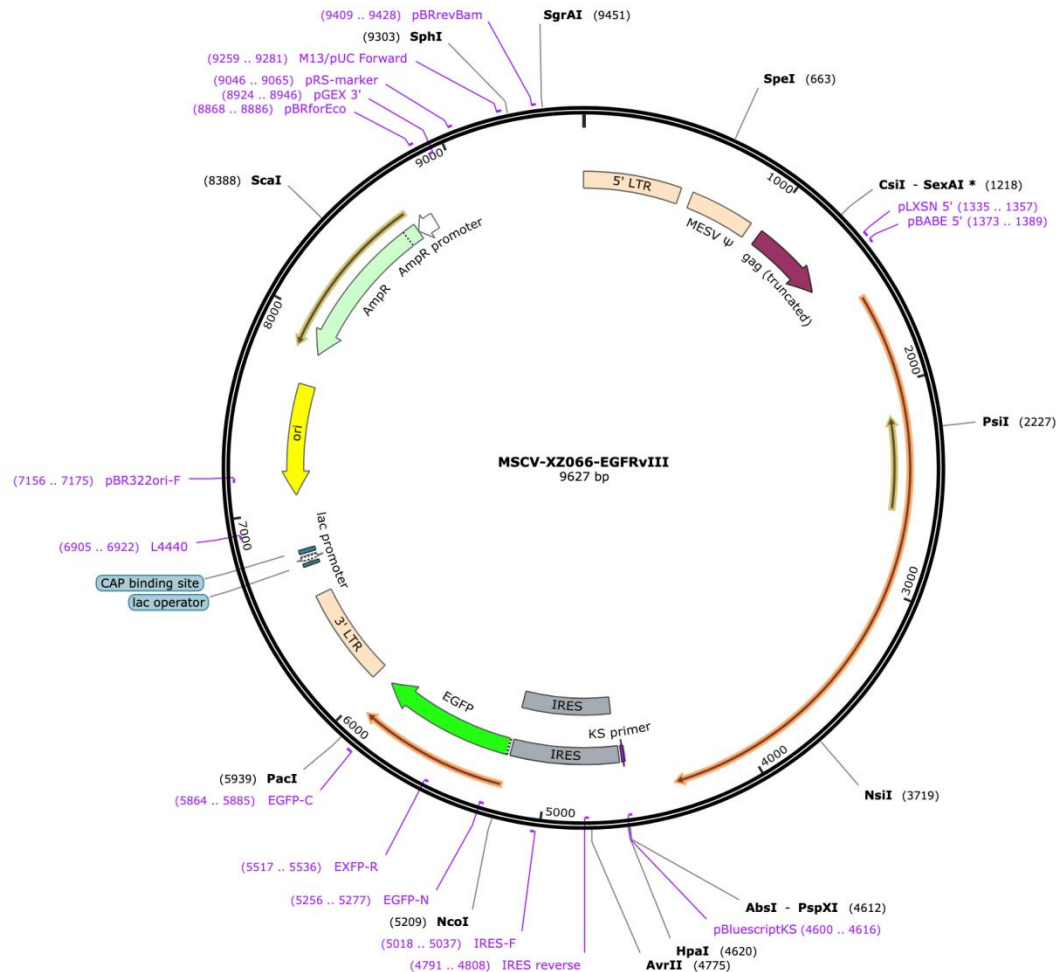 (9409 .. 9428) pBRrevBam
SgrAI (9451)
(9303) SphI
(9259 .. 9281) M13/pUC Forward
(9046 .. 9065) pRS-marker
(8924 .. 8946) pGEX 3'
(8868 .. 8886) pBRforEco
SpeI (663)
(8388) ScaI
CsiI - SexAI * (1218)
pLXSN 5' (1335 .. 1357)
pBABE 5' (1373 .. 1389)
9000
1000
5' LTR
MESV Ψ
gag (truncated)
AmpR promoter
AmpR
8000
2000
PsiI (2227)
ori
MSCV-XZ066-EGFRvIII
9627 bp
(7156 .. 7175) pBR322ori-F
7000
(6905 .. 6922) L4440
lac promoter
CAP binding site
lac operator
3000
3' LTR
EGFP
IRES
KS primer
IRES
6000
4000
(5939) PacI
(5864 .. 5885) EGFP-C
NsiI (3719)
5000
(5517 .. 5536) EXFP-R
(5256 .. 5277) EGFP-N
(5209) NcoI
(5018 .. 5037) IRES-F
(4791 .. 4808) IRES reverse
AbsI - PspXI (4612)
pBluescriptKS (4600 .. 4616)
HpaI (4620)
AvrII (4775)